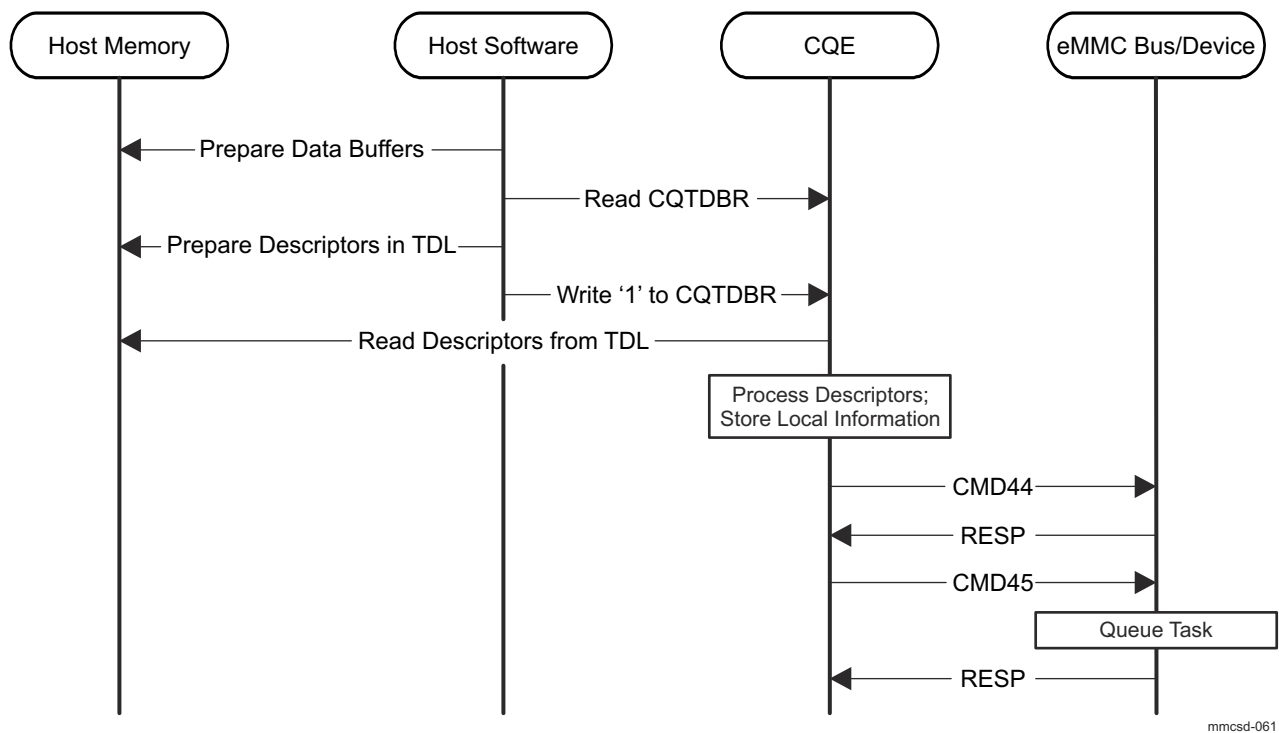 Host Memory
Host Software
CQE
eMMC Bus/Device
Prepare Data Buffers
Read CQTDBR
Prepare Descriptors in TDL
Write ‘1’ to CQTDBR
Read Descriptors from TDL
Process Descriptors;
Store Local Information
CMD44
RESP
CMD45
Queue Task
RESP
mmcsd-061